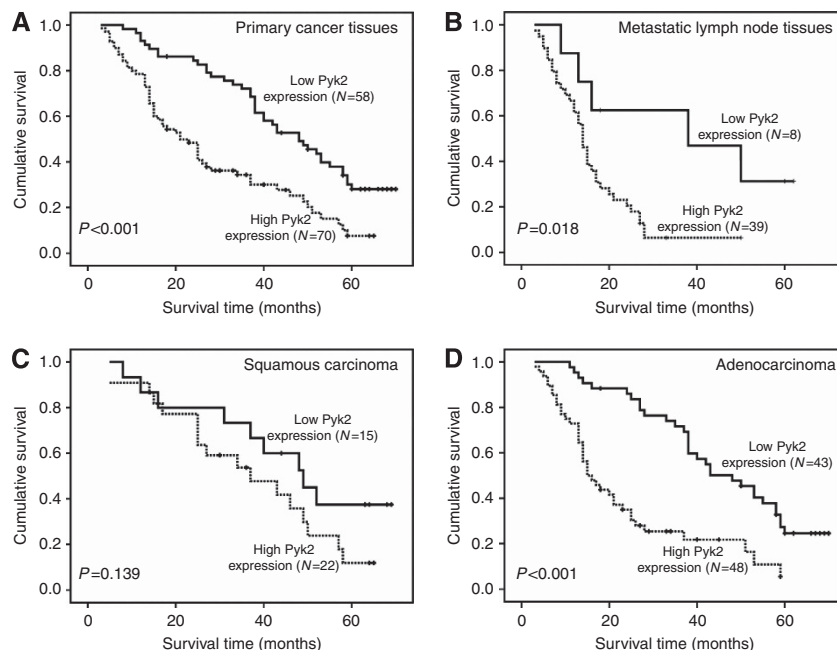 A
Primary cancer tissues
1.0
0.8
0.6
0.4
0.2
0.0
Cumulative survival
Low Pyk2
expression (N=58)
High Pyk2
expression (N=70)
P<0.001
0 20 40 60
Survival time (months)
B
Metastatic lymph node tissues
1.0
0.8
0.6
0.4
0.2
0.0
Cumulative survival
Low Pyk2
expression (N=8)
High Pyk2
expression (N=39)
P=0.018
0 20 40 60
Survival time (months)
C
Squamous carcinoma
1.0
0.8
0.6
0.4
0.2
0.0
Cumulative survival
Low Pyk2
expression (N=15)
High Pyk2
expression (N=22)
P=0.139
0 20 40 60
Survival time (months)
D
Adenocarcinoma
1.0
0.8
0.6
0.4
0.2
0.0
Cumulative survival
Low Pyk2
expression (N=43)
High Pyk2
expression (N=48)
P<0.001
0 20 40 60
Survival time (months)